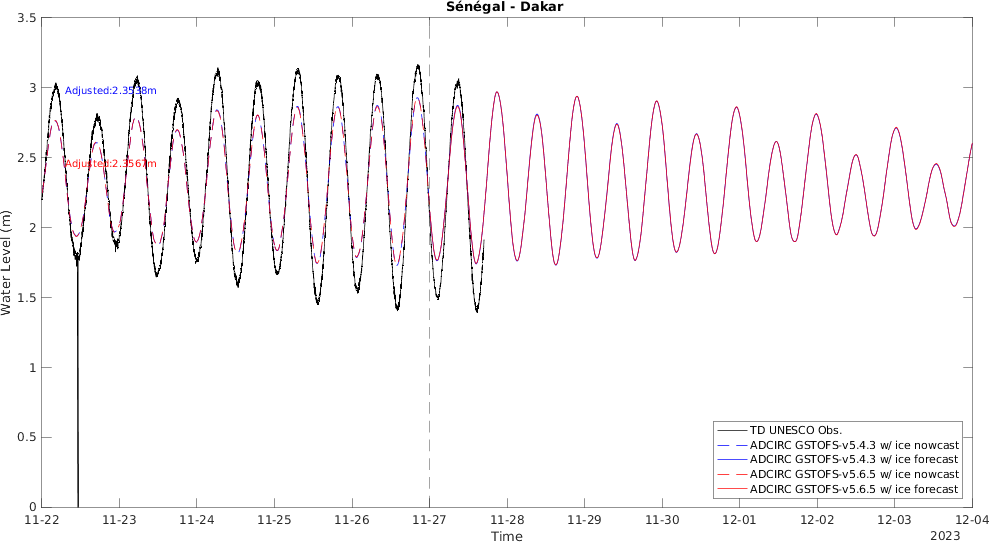 Sénégal - Dakar
3.5
3
2.5
2
1.5
1
0.5
0
Water Level (m)
Adjusted:2.3538m
Adjusted:2.3567m
TD UNESCO Obs.
ADCIRC GSTOFS-v5.4.3 w/ ice nowcast
ADCIRC GSTOFS-v5.4.3 w/ ice forecast
ADCIRC GSTOFS-v5.6.5 w/ ice nowcast
ADCIRC GSTOFS-v5.6.5 w/ ice forecast
11-22 11-23 11-24 11-25 11-26 11-27 11-28 11-29 11-30 12-01 12-02 12-03 12-04
Time
2023